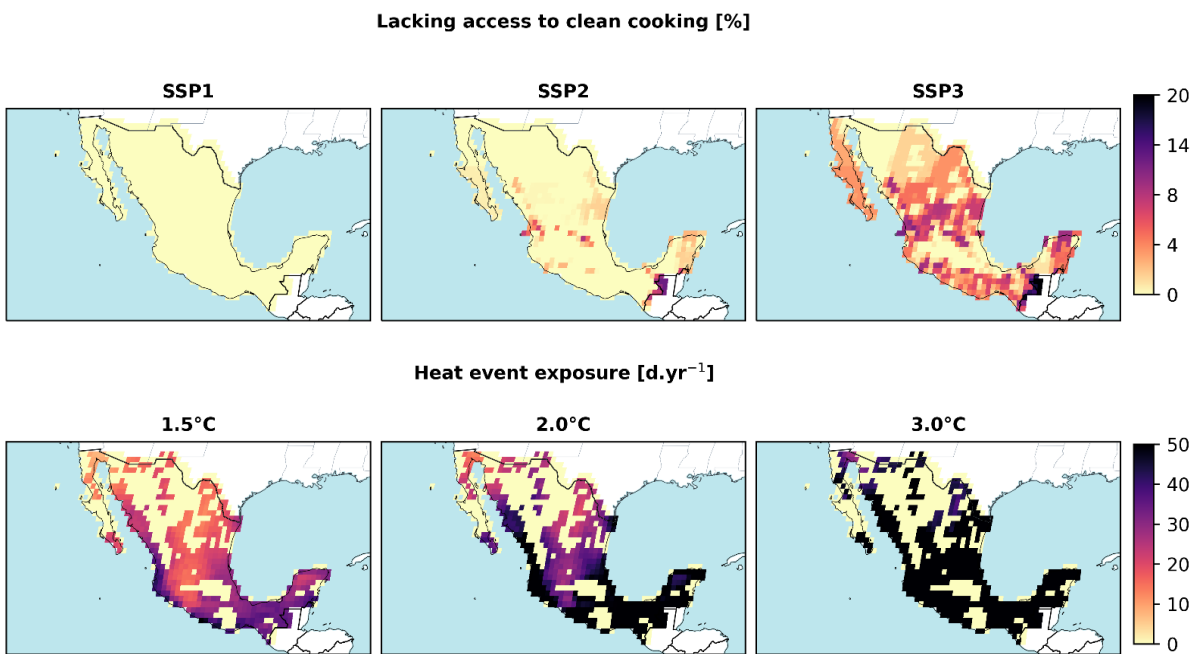 Lacking access to clean cooking [%]
SSP1
SSP2
SSP3
20
14
8
4
0
Heat event exposure [d.yr⁻¹]
1.5°C
2.0°C
3.0°C
50
40
30
20
10
0